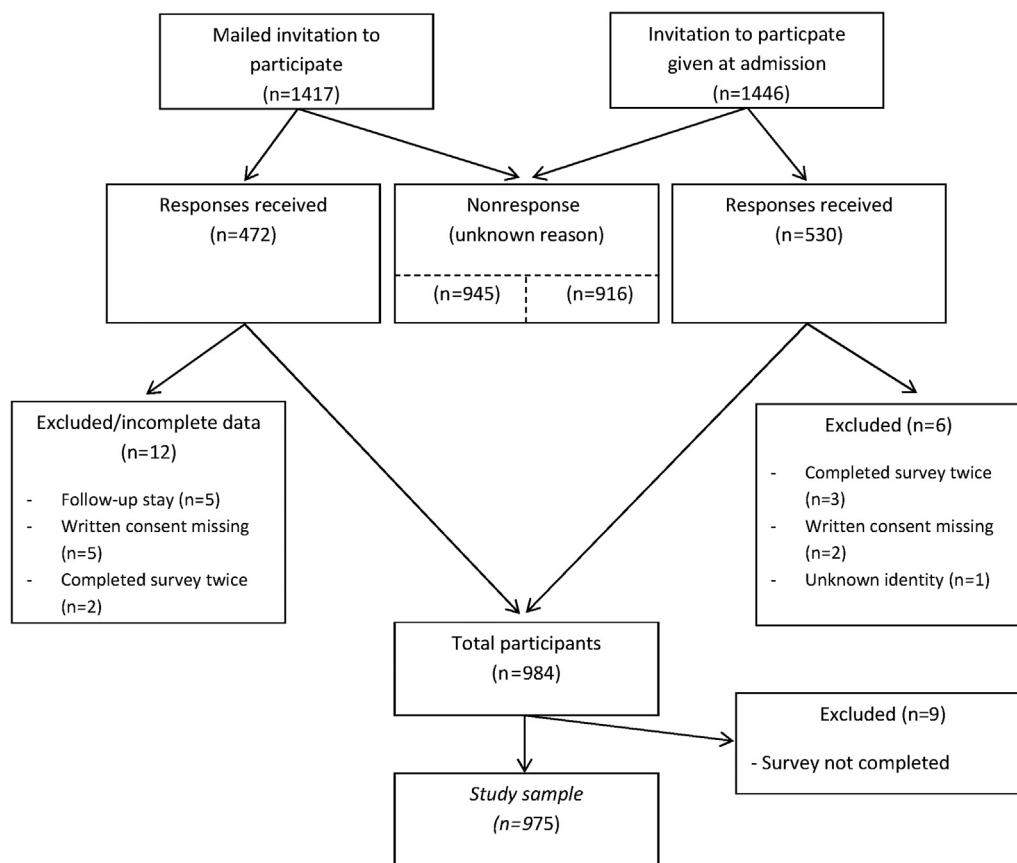 Mailed invitation to
participate
(n=1417)
Invitation to particpate
given at admission
(n=1446)
Responses received
(n=472)
Nonresponse
(unknown reason)
(n=945)
(n=916)
Responses received
(n=530)
Excluded/incomplete data
(n=12)
- Follow-up stay (n=5)
- Written consent missing
(n=5)
- Completed survey twice
(n=2)
Excluded (n=6)
- Completed survey twice
(n=3)
- Written consent missing
(n=2)
- Unknown identity (n=1)
Total participants
(n=984)
Excluded (n=9)
- Survey not completed
Study sample
(n=975)